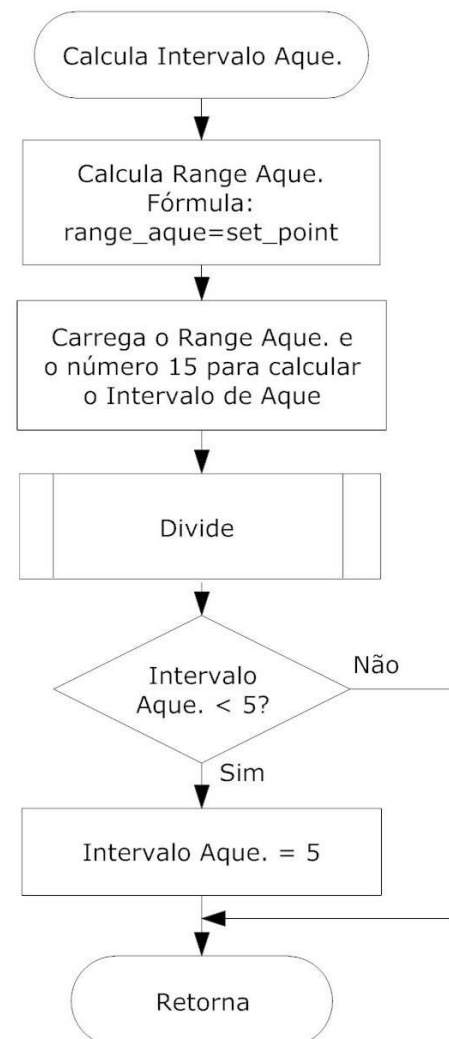 Calcula Intervalo Aque.
Calcula Range Aque.
Fórmula:
range_aque=set_point
Carrega o Range Aque. e
o número 15 para calcular
o Intervalo de Aque
Divide
Intervalo
Aque. < 5?
Não
Sim
Intervalo Aque. = 5
Retorna